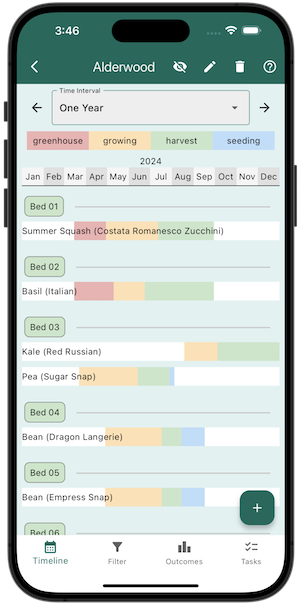 3:46
Alderwood
Time Interval
One Year
greenhouse growing harvest seeding
2024
Jan Feb Mar Apr May Jun Jul Aug Sep Oct Nov Dec
Bed 01
Summer Squash (Costata Romanesco Zucchini)
Bed 02
Basil (Italian)
Bed 03
Kale (Red Russian)
Pea (Sugar Snap)
Bed 04
Bean (Dragon Langerie)
Bed 05
Bean (Empress Snap)
Bed 06
+
Timeline Filter Outcomes Tasks